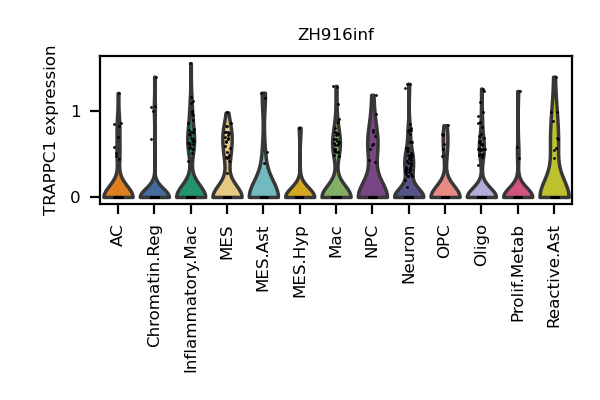 ZH916inf
TRAPPC1 expression
1
0
AC
Chromatin.Reg
Inflammatory.Mac
MES
MES.Ast
MES.Hyp
Mac
NPC
Neuron
OPC
Oligo
Prolif.Metab
Reactive.Ast